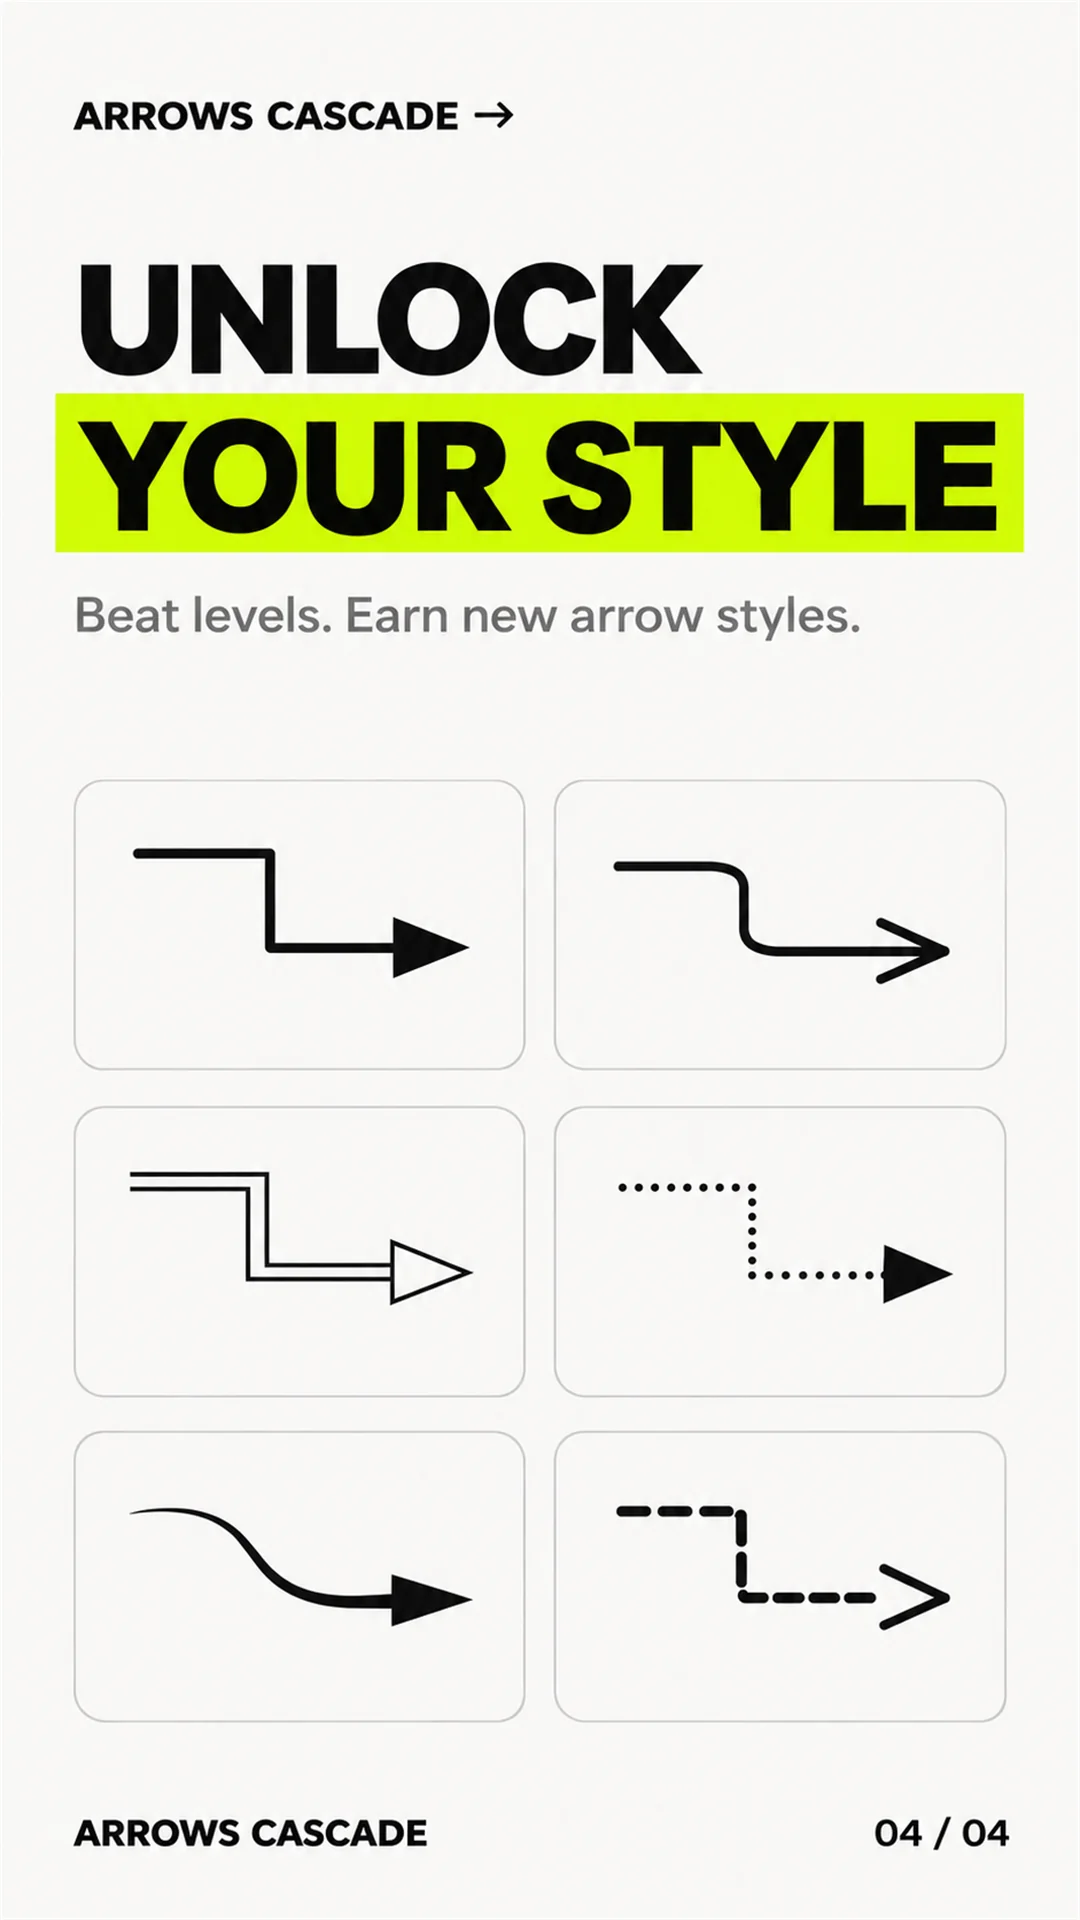 ARROWS CASCADE →
UNLOCK
YOUR STYLE
Beat levels. Earn new arrow styles.
ARROWS CASCADE
04 / 04